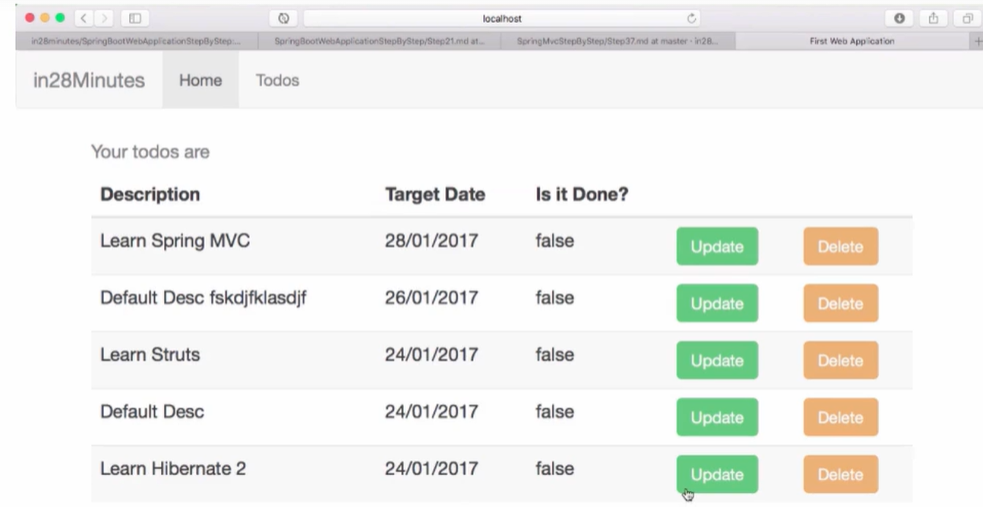 localhost
in28minutes/SpringBootWebApplicationStepByStep:...
SpringBootWebApplicationStepByStep/Step21.md at...
SpringMvcStepByStep/Step37.md at master · in28...
First Web Application
in28Minutes Home Todos
Your todos are
Description Target Date Is it Done?
Learn Spring MVC 28/01/2017 false Update Delete
Default Desc fskdjfklasdjf 26/01/2017 false Update Delete
Learn Struts 24/01/2017 false Update Delete
Default Desc 24/01/2017 false Update Delete
Learn Hibernate 2 24/01/2017 false Update Delete